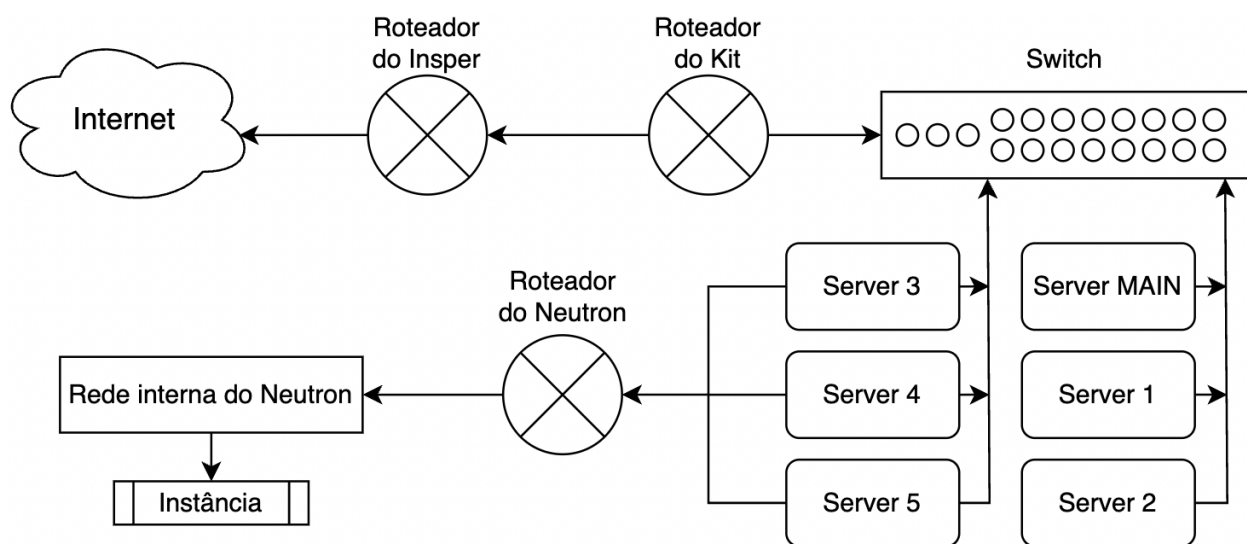 Roteador
do Insper
Roteador
do Kit
Switch
Internet
Roteador
do Neutron
Server 3
Server MAIN
Rede interna do Neutron
Server 4
Server 1
Instância
Server 5
Server 2